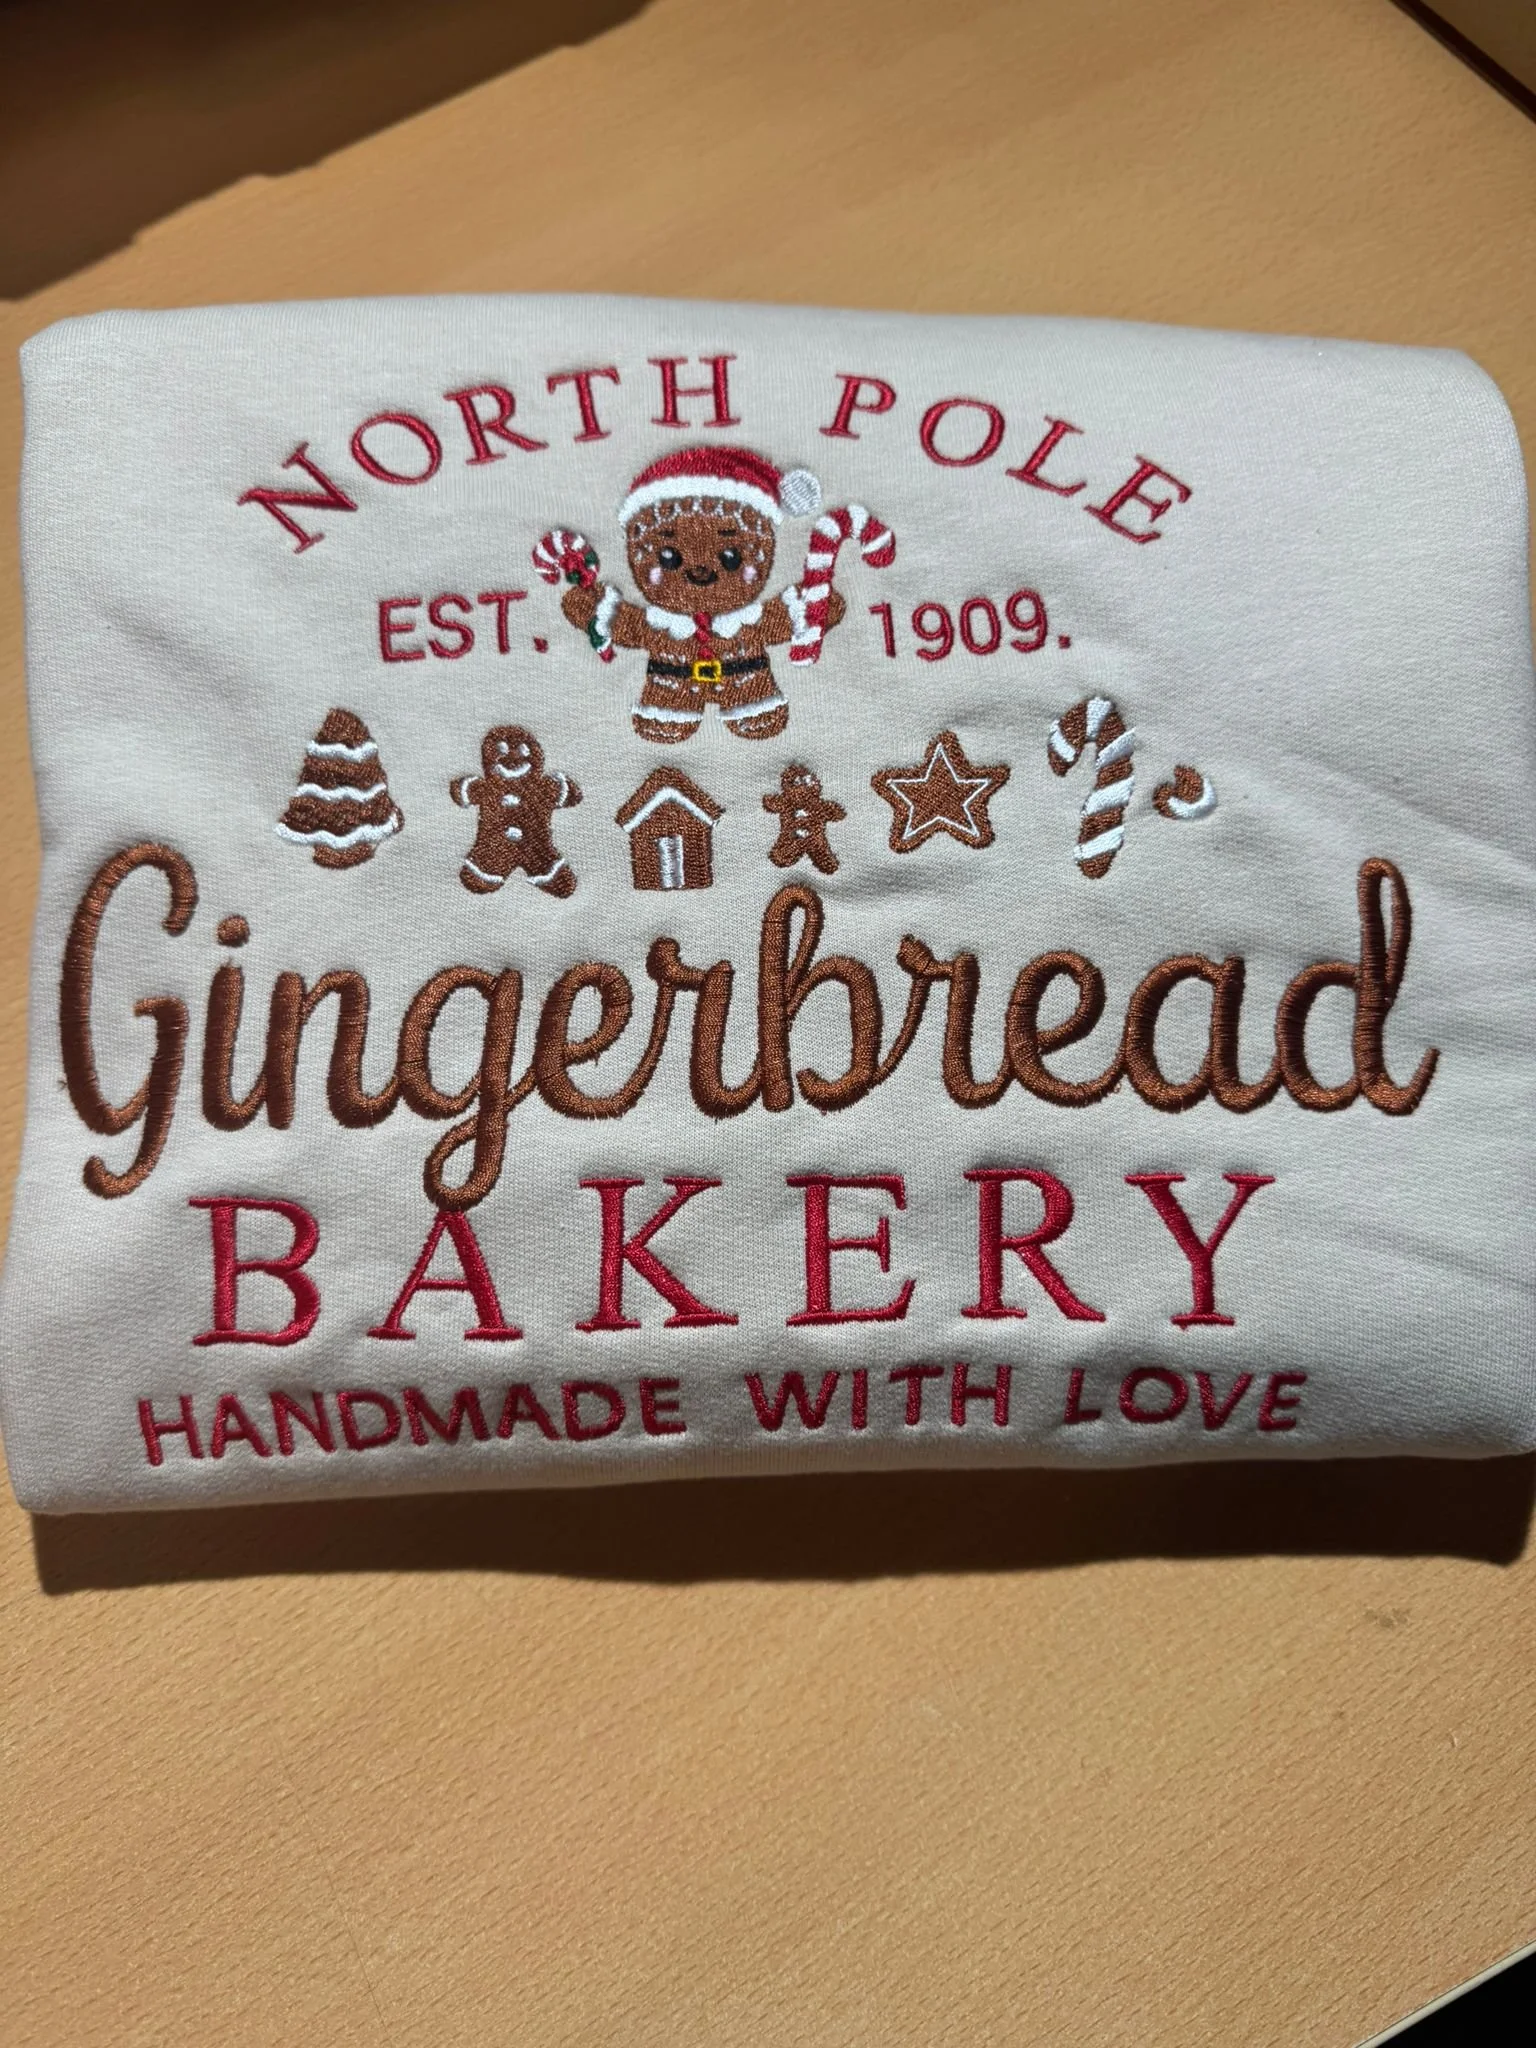 NORTH POLE
EST. 1909.
Gingerbread
BAKERY
HANDMADE WITH LOVE